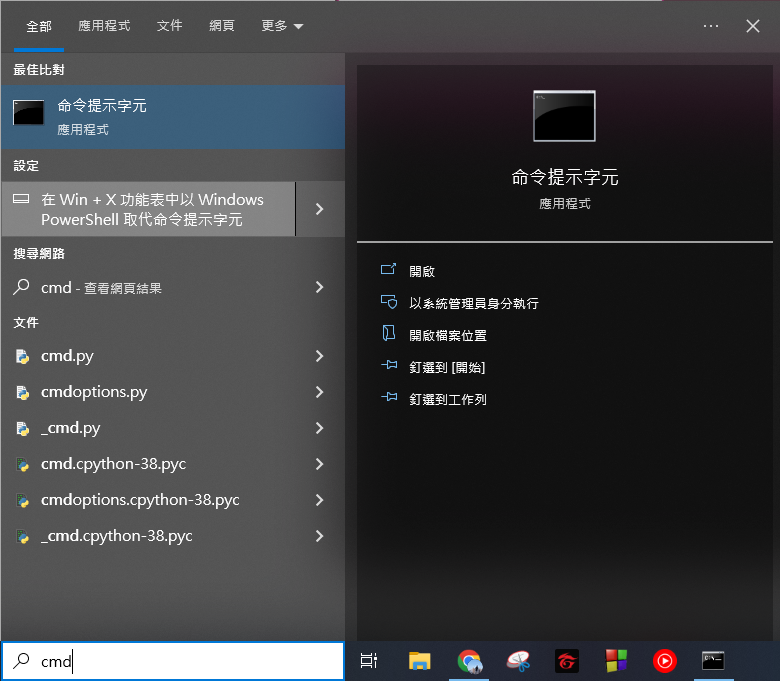 全部 應用程式 文件 網頁 更多
最佳比對
命令提示字元
應用程式
設定
在 Win + X 功能表中以 Windows
PowerShell 取代命令提示字元
搜尋網路
cmd - 查看網頁結果
文件
cmd.py
cmdoptions.py
_cmd.py
cmd.cpython-38.pyc
cmdoptions.cpython-38.pyc
_cmd.cpython-38.pyc
命令提示字元
應用程式
開啟
以系統管理員身分執行
開啟檔案位置
釘選到 [開始]
釘選到工作列
cmd